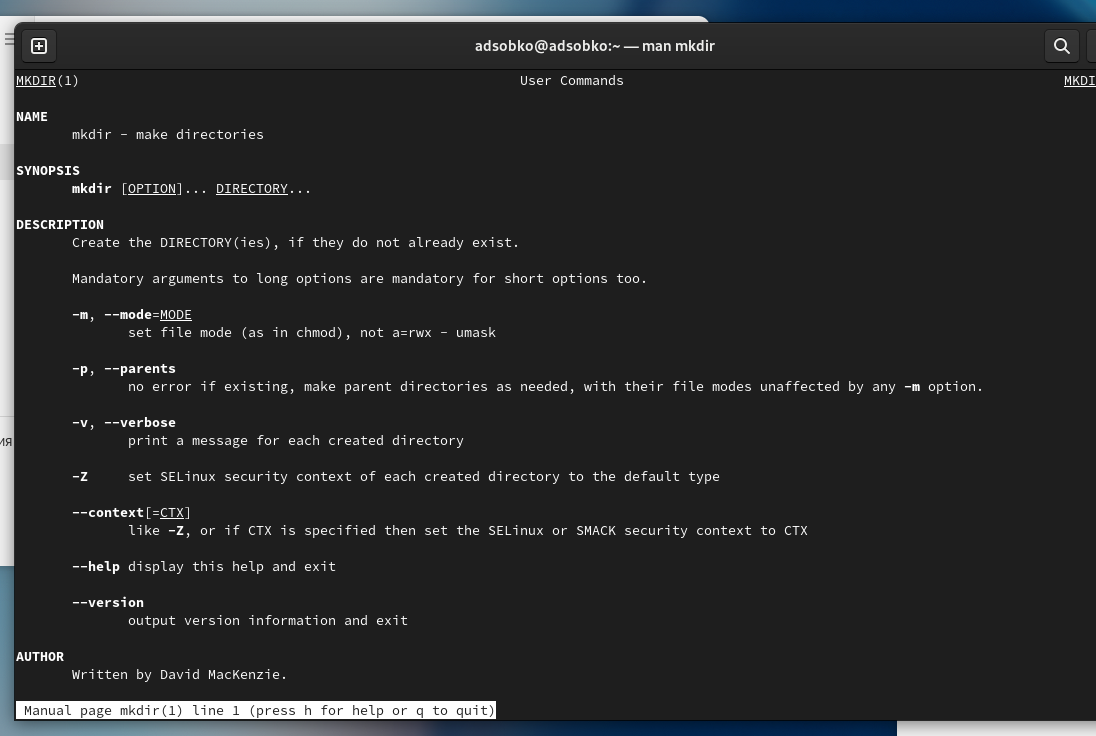 adsobko@adsobko:~ — man mkdir
MKDIR(1) User Commands MKDI
NAME
mkdir - make directories
SYNOPSIS
mkdir [OPTION]... DIRECTORY...
DESCRIPTION
Create the DIRECTORY(ies), if they do not already exist.
Mandatory arguments to long options are mandatory for short options too.
-m, --mode=MODE
set file mode (as in chmod), not a=rwx - umask
-p, --parents
no error if existing, make parent directories as needed, with their file modes unaffected by any -m option.
-v, --verbose
print a message for each created directory
ия
-Z set SELinux security context of each created directory to the default type
--context[=CTX]
like -Z, or if CTX is specified then set the SELinux or SMACK security context to CTX
--help display this help and exit
--version
output version information and exit
AUTHOR
Written by David MacKenzie.
Manual page mkdir(1) line 1 (press h for help or q to quit)